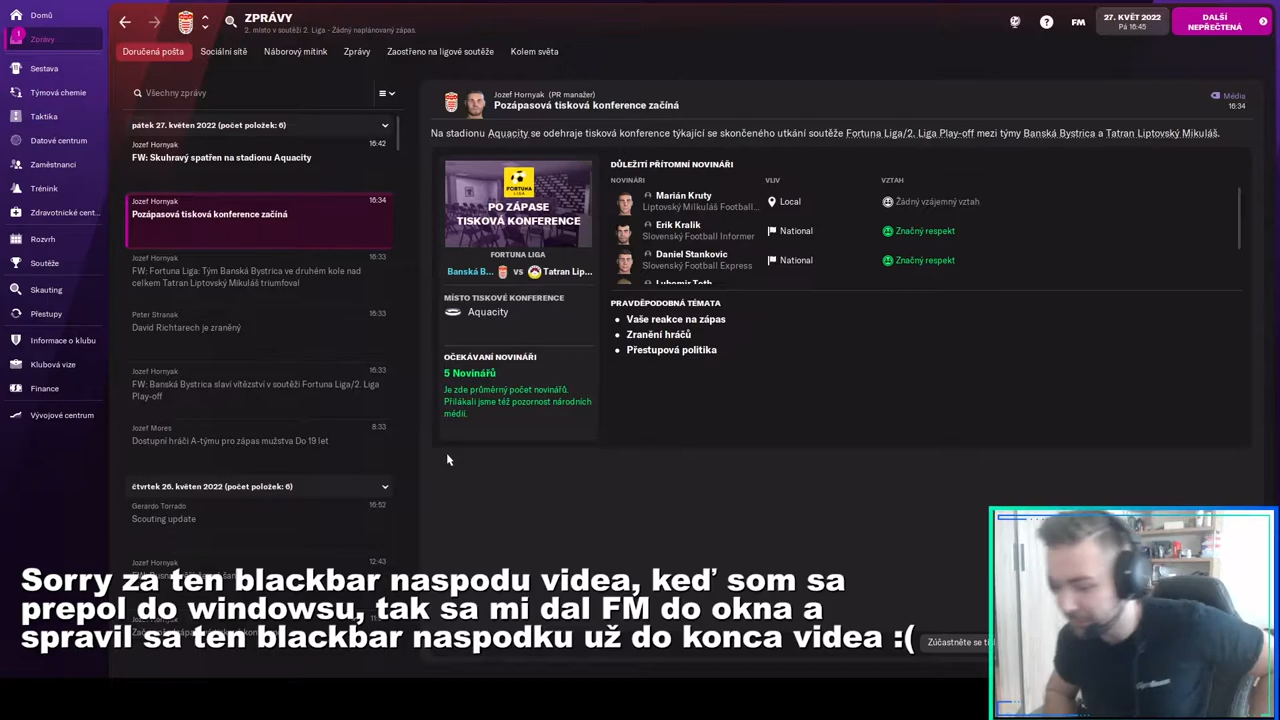 Domů
1
Zprávy
Sestava
Týmová chemie
Taktika
Datové centrum
Zaměstnanci
Trénink
Zdravotnické cent...
Rozvrh
Soutěže
Skauting
Přestupy
Informace o klubu
Klubová vize
Finance
Vývojové centrum
ZPRÁVY
2. místo v soutěži 2. Liga - Žádný naplánovaný zápas.
FM
27. KVĚT 2022
Pá 16:45
DALŠÍ
NEPŘEČTENÁ
Doručená pošta
Sociální sítě
Náborový mítink
Zprávy
Zaostřeno na ligové soutěže
Kolem světa
Všechny zprávy
pátek 27. květen 2022 (počet položek: 6)
Jozef Hornyak 16:42
FW: Skuhravý spatřen na stadionu Aquacity
Jozef Hornyak 16:34
Pozápasová tisková konference začíná
Jozef Hornyak 16:33
FW: Fortuna Liga: Tým Banská Bystrica ve druhém kole nad
celkem Tatran Liptovský Mikuláš triumfoval
Peter Stranak 16:33
David Richtarech je zraněný
Jozef Hornyak 16:33
FW: Banská Bystrica slaví vítězství v soutěži Fortuna Liga/2. Liga
Play-off
Jozef Mores 8:33
Dostupní hráči A-týmu pro zápas mužstva Do 19 let
čtvrtek 26. květen 2022 (počet položek: 6)
Gerardo Torrado 16:52
Scouting update
12:43
Jozef Hornyak (PR manažer)
Pozápasová tisková konference začíná
Média
16:34
Na stadionu Aquacity se odehraje tisková konference týkající se skončeného utkání soutěže Fortuna Liga/2. Liga Play-off mezi týmy Banská Bystrica a Tatran Liptovský Mikuláš.
FORTUNA
LIGA
PO ZÁPASE
TISKOVÁ KONFERENCE
FORTUNA LIGA
Banská B... vs Tatran Lip...
MÍSTO TISKOVÉ KONFERENCE
Aquacity
OČEKÁVANÍ NOVINÁŘI
5 Novinářů
Je zde průměrný počet novinářů.
Přilákali jsme též pozornost národních
médií.
DŮLEŽITÍ PŘÍTOMNÍ NOVINÁŘI
NOVINÁŘI VLIV VZTAH
Marián Kruty
Liptovský Milkuláš Football...
Local
Žádný vzájemný vztah
Erik Kralik
Slovenský Football Informer
National
Značný respekt
Daniel Stankovic
Slovenský Football Express
National
Značný respekt
Lubomir Toth
PRAVDĚPODOBNÁ TÉMATA
Vaše reakce na zápas
Zranění hráčů
Přestupová politika
Sorry za ten blackbar naspodu videa, keď som sa
prepol do windowsu, tak sa mi dal FM do okna a
spravil sa ten blackbar naspodku už do konca videa :(
Zúčastněte se